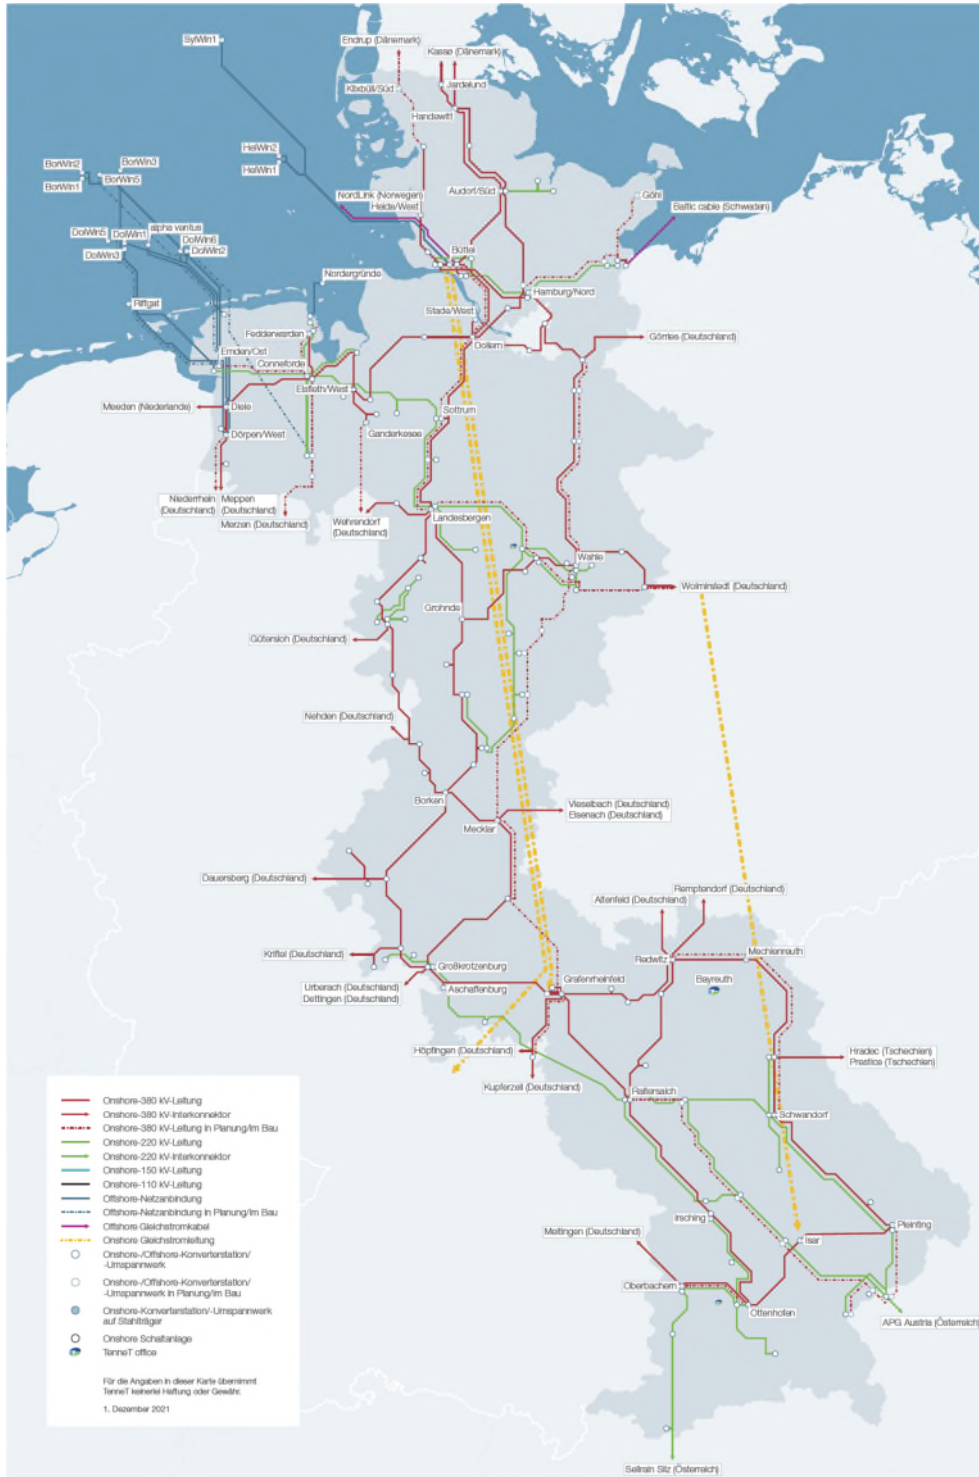 SylWin1
Endrup (Dänemark)
Kassø (Dänemark)
Klixbüll/Süd
Jardelund
Handewitt
HelWin2
HelWin1
BorWin2
BorWin3
BorWin1
BorWin5
NordLink (Norwegen)
Heide/West
Audorf/Süd
Göhl
Baltic cable (Schweden)
DolWin5
DolWin1
alpha ventus
DolWin6
DolWin3
DolWin2
Büttel
Nordergründe
Riffgat
Stade/West
Hamburg/Nord
Fedderwarden
Dollern
Görries (Deutschland)
Emden/Ost
Conneforde
Elsfleth/West
Meeden (Niederlande)
Diele
Sottrum
Ganderkesee
Dörpen/West
Niederrhein
(Deutschland)
Meppen
(Deutschland)
Merzen (Deutschland)
Wehrendorf
(Deutschland)
Landesbergen
Wahle
Wolmirstedt (Deutschland)
Grohnde
Gütersloh (Deutschland)
Nehden (Deutschland)
Borken
Mecklar
Vieselbach (Deutschland)
Eisenach (Deutschland)
Dauersberg (Deutschland)
Remptendorf (Deutschland)
Altenfeld (Deutschland)
Kriftel (Deutschland)
Großkrotzenburg
Redwitz
Mechlenreuth
Urberach (Deutschland)
Dettingen (Deutschland)
Aschaffenburg
Grafenrheinfeld
Bayreuth
Höpfingen (Deutschland)
Kupferzell (Deutschland)
Hradec (Tschechien)
Prestice (Tschechien)
Raitersaich
Schwandorf
Irsching
Pleinting
Meitingen (Deutschland)
Isar
Oberbachern
Ottenhofen
APG Austria (Österreich)
Sellrain Silz (Österreich)
Onshore-380 kV-Leitung
Onshore-380 kV-Interkonnektor
Onshore-380 kV-Leitung in Planung/im Bau
Onshore-220 kV-Leitung
Onshore-220 kV-Interkonnektor
Onshore-150 kV-Leitung
Onshore-110 kV-Leitung
Offshore-Netzanbindung
Offshore-Netzanbindung in Planung/im Bau
Offshore Gleichstromkabel
Onshore Gleichstromleitung
Onshore-/Offshore-Konverterstation/
-Umspannwerk
Onshore-/Offshore-Konverterstation/
-Umspannwerk in Planung/im Bau
Onshore-Konverterstation/-Umspannwerk
auf Stahlträger
Onshore Schaltanlage
TenneT office
Für die Angaben in dieser Karte übernimmt
TenneT keinerlei Haftung oder Gewähr.
1. Dezember 2021